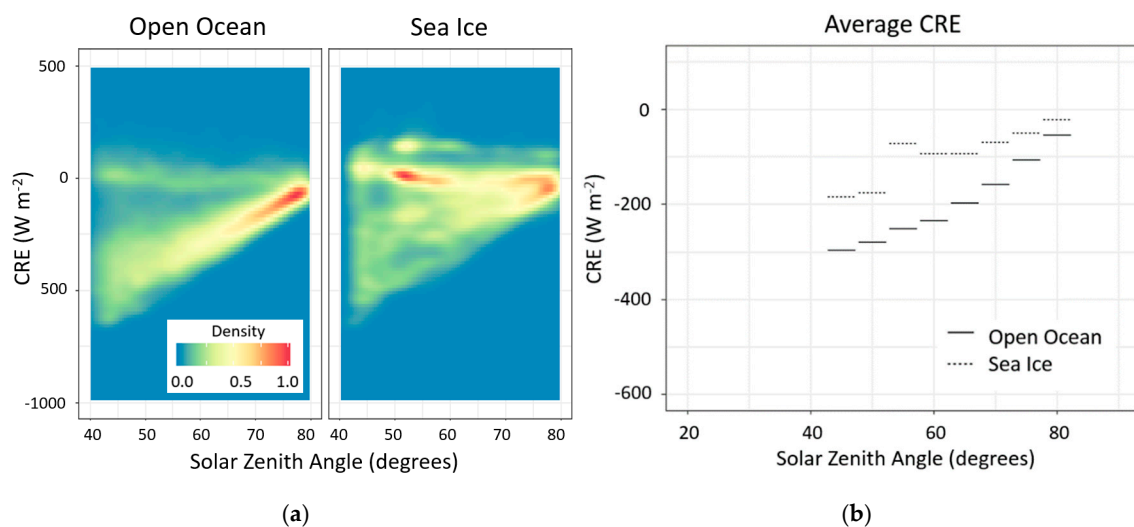 Open Ocean
Sea Ice
500
0
500
-1000
CRE (W m⁻²)
Density
0.0 0.5 1.0
40 50 60 70 80
40 50 60 70 80
Solar Zenith Angle (degrees)
(a)
Average CRE
0
-200
-400
-600
CRE (W m⁻²)
Open Ocean
Sea Ice
20 40 60 80
Solar Zenith Angle (degrees)
(b)